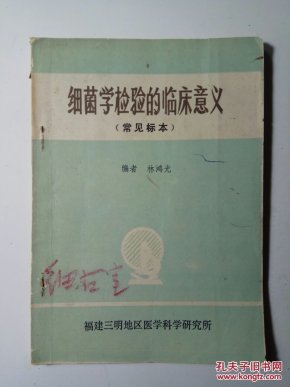 细菌学检验的临床意义
（常见标本）
编者 林鸿光
福建三明地区医学科学研究所
孔夫子旧书网